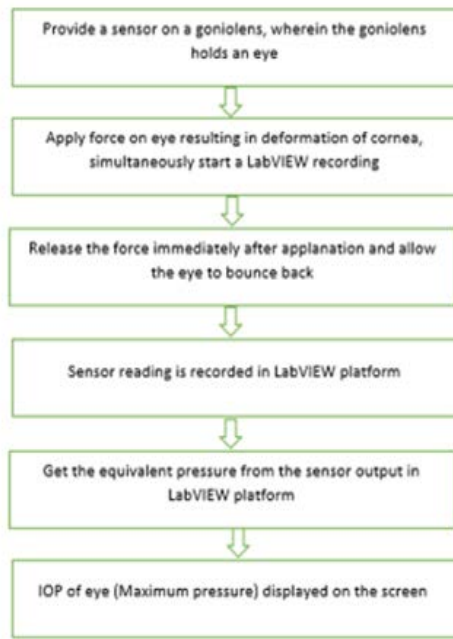 Provide a sensor on a goniolens, wherein the goniolens
holds an eye
Apply force on eye resulting in deformation of cornea,
simultaneously start a LabVIEW recording
Release the force immediately after applanation and allow
the eye to bounce back
Sensor reading is recorded in LabVIEW platform
Get the equivalent pressure from the sensor output in
LabVIEW platform
IOP of eye (Maximum pressure) displayed on the screen